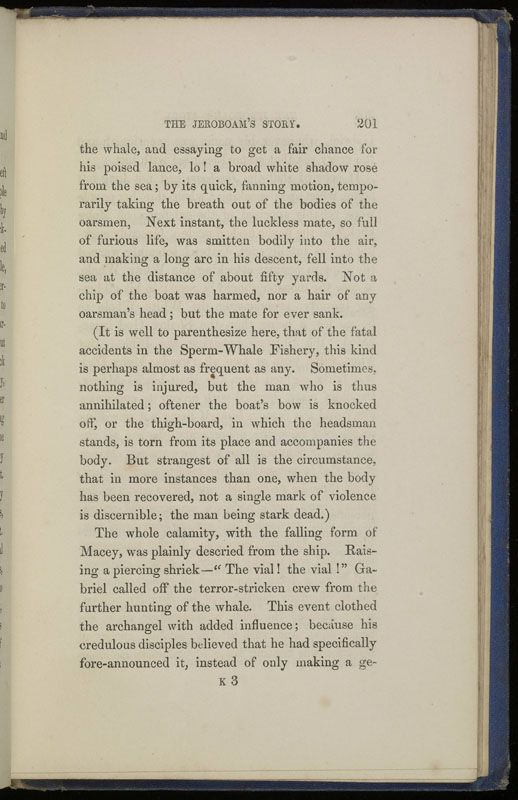 THE JEROBOAM'S STORY. 201
the whale, and essaying to get a fair chance for
his poised lance, lo! a broad white shadow rose
from the sea; by its quick, fanning motion, tempo-
rarily taking the breath out of the bodies of the
oarsmen, Next instant, the luckless mate, so full
of furious life, was smitten bodily into the air,
and making a long arc in his descent, fell into the
sea at the distance of about fifty yards. Not a
chip of the boat was harmed, nor a hair of any
oarsman's head; but the mate for ever sank.
(It is well to parenthesize here, that of the fatal
accidents in the Sperm-Whale Fishery, this kind
is perhaps almost as frequent as any. Sometimes,
nothing is injured, but the man who is thus
annihilated; oftener the boat's bow is knocked
off, or the thigh-board, in which the headsman
stands, is torn from its place and accompanies the
body. But strangest of all is the circumstance,
that in more instances than one, when the body
has been recovered, not a single mark of violence
is discernible; the man being stark dead.)
The whole calamity, with the falling form of
Macey, was plainly descried from the ship. Rais-
ing a piercing shriek—"The vial! the vial!" Ga-
briel called off the terror-stricken crew from the
further hunting of the whale. This event clothed
the archangel with added influence; because his
credulous disciples believed that he had specifically
fore-announced it, instead of only making a ge-
K 3